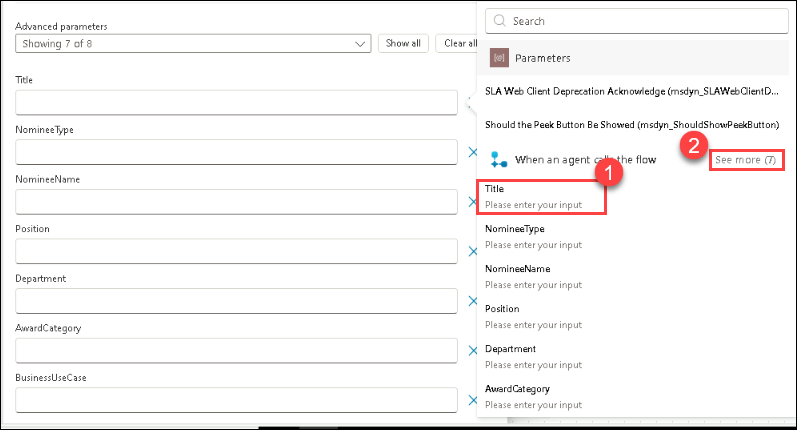 Advanced parameters
Showing 7 of 8
Show all
Clear all
Title
NomineeType
NomineeName
Position
Department
AwardCategory
BusinessUseCase
Search
Parameters
SLA Web Client Deprecation Acknowledge (msdyn_SLAWebClientD...
Should the Peek Button Be Showed (msdyn_ShouldShowPeekButton)
2
When an agent calls the flow
See more (7)
1
Title
Please enter your input
NomineeType
Please enter your input
NomineeName
Please enter your input
Position
Please enter your input
Department
Please enter your input
AwardCategory
Please enter your input